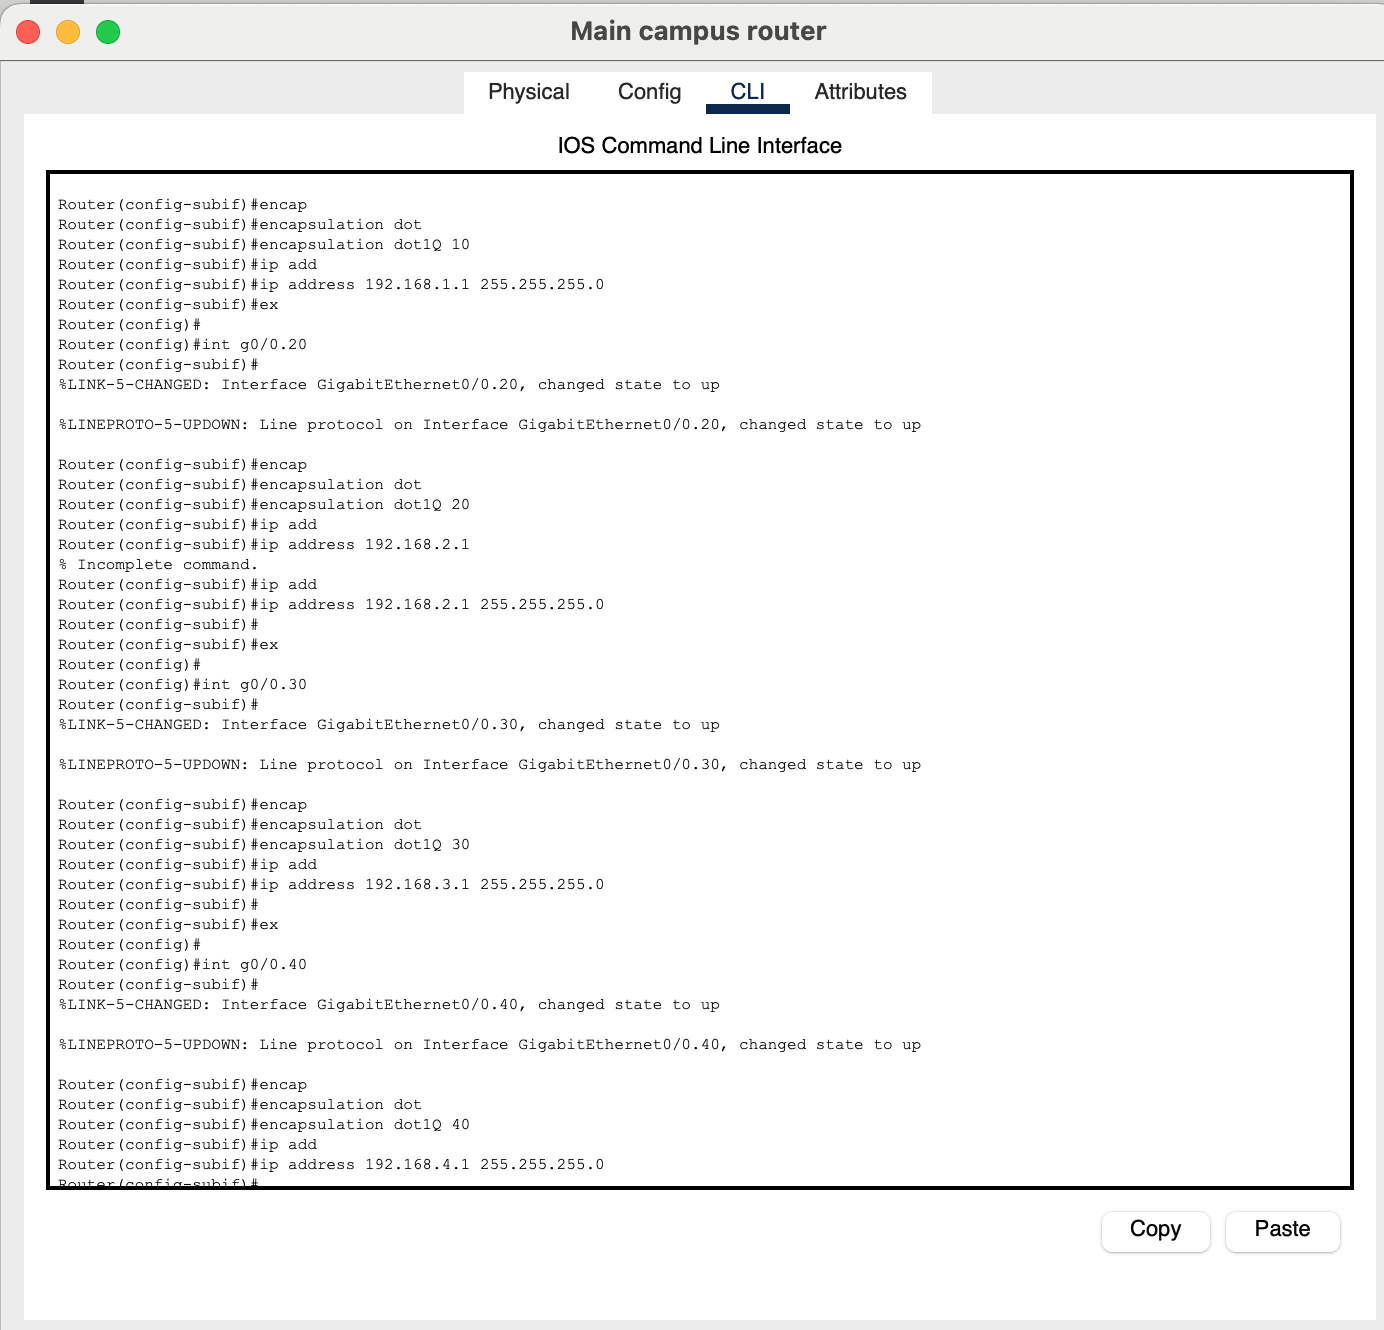 Main campus router
Physical Config CLI Attributes
IOS Command Line Interface
Router(config-subif)#encap
Router(config-subif)#encapsulation dot
Router(config-subif)#encapsulation dot1Q 10
Router(config-subif)#ip add
Router(config-subif)#ip address 192.168.1.1 255.255.255.0
Router(config-subif)#ex
Router(config)#
Router(config)#int g0/0.20
Router(config-subif)#
%LINK-5-CHANGED: Interface GigabitEthernet0/0.20, changed state to up
%LINEPROTO-5-UPDOWN: Line protocol on Interface GigabitEthernet0/0.20, changed state to up
Router(config-subif)#encap
Router(config-subif)#encapsulation dot
Router(config-subif)#encapsulation dot1Q 20
Router(config-subif)#ip add
Router(config-subif)#ip address 192.168.2.1
% Incomplete command.
Router(config-subif)#ip add
Router(config-subif)#ip address 192.168.2.1 255.255.255.0
Router(config-subif)#
Router(config-subif)#ex
Router(config)#
Router(config)#int g0/0.30
Router(config-subif)#
%LINK-5-CHANGED: Interface GigabitEthernet0/0.30, changed state to up
%LINEPROTO-5-UPDOWN: Line protocol on Interface GigabitEthernet0/0.30, changed state to up
Router(config-subif)#encap
Router(config-subif)#encapsulation dot
Router(config-subif)#encapsulation dot1Q 30
Router(config-subif)#ip add
Router(config-subif)#ip address 192.168.3.1 255.255.255.0
Router(config-subif)#
Router(config-subif)#ex
Router(config)#
Router(config)#int g0/0.40
Router(config-subif)#
%LINK-5-CHANGED: Interface GigabitEthernet0/0.40, changed state to up
%LINEPROTO-5-UPDOWN: Line protocol on Interface GigabitEthernet0/0.40, changed state to up
Router(config-subif)#encap
Router(config-subif)#encapsulation dot
Router(config-subif)#encapsulation dot1Q 40
Router(config-subif)#ip add
Router(config-subif)#ip address 192.168.4.1 255.255.255.0
Router(config-subif)#
Copy Paste